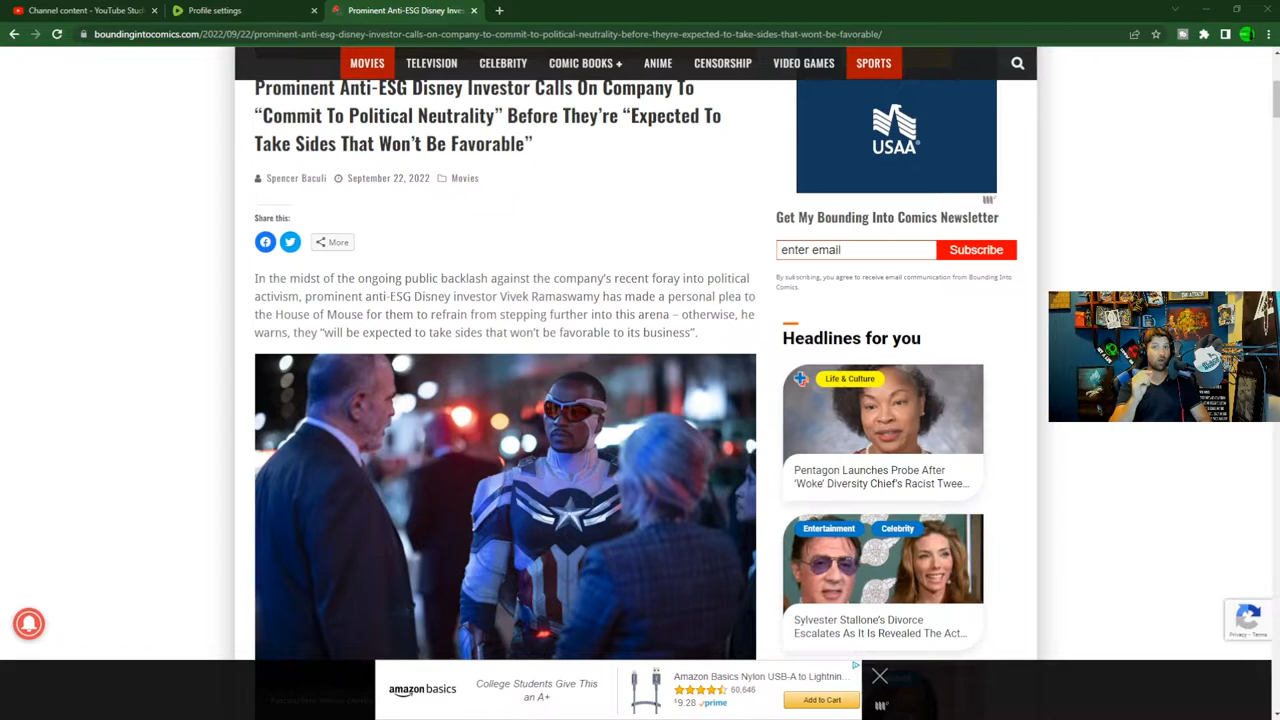 Channel content - YouTube Stud
Profile settings
Prominent Anti-ESG Disney Inves
boundingintocomics.com/2022/09/22/prominent-anti-esg-disney-investor-calls-on-company-to-commit-to-political-neutrality-before-theyre-expected-to-take-sides-that-wont-be-favorable/
MOVIES
TELEVISION
CELEBRITY
COMIC BOOKS +
ANIME
CENSORSHIP
VIDEO GAMES
SPORTS
Prominent Anti-ESG Disney Investor Calls On Company To
“Commit To Political Neutrality” Before They’re “Expected To
Take Sides That Won’t Be Favorable”
Spencer Baculi
September 22, 2022
Movies
Share this:
More
In the midst of the ongoing public backlash against the company’s recent foray into political
activism, prominent anti-ESG Disney investor Vivek Ramaswamy has made a personal plea to
the House of Mouse for them to refrain from stepping further into this arena – otherwise, he
warns, they “will be expected to take sides that won’t be favorable to its business”.
USAA®
Get My Bounding Into Comics Newsletter
enter email
Subscribe
By subscribing, you agree to receive email communication from Bounding Into
Comics.
Headlines for you
Life & Culture
Pentagon Launches Probe After
‘Woke’ Diversity Chief’s Racist Twee...
Entertainment
Celebrity
Sylvester Stallone’s Divorce
Escalates As It Is Revealed The Act...
Privacy - Terms
amazon basics
College Students Give This
an A+
Amazon Basics Nylon USB-A to Lightnin...
60,646
$9.28 prime
Add to Cart